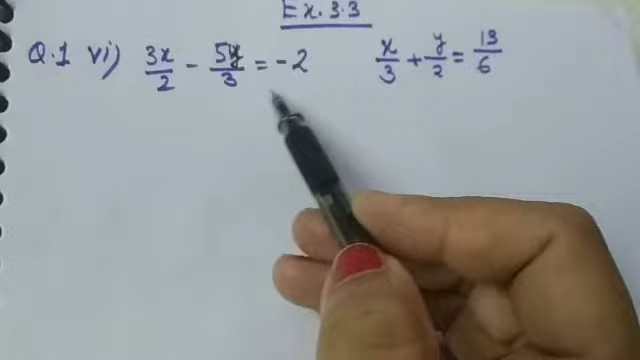 Ex.3.3
Q.1 vi) 3x/2 - 5y/3 = -2 x/3 + y/2 = 13/6